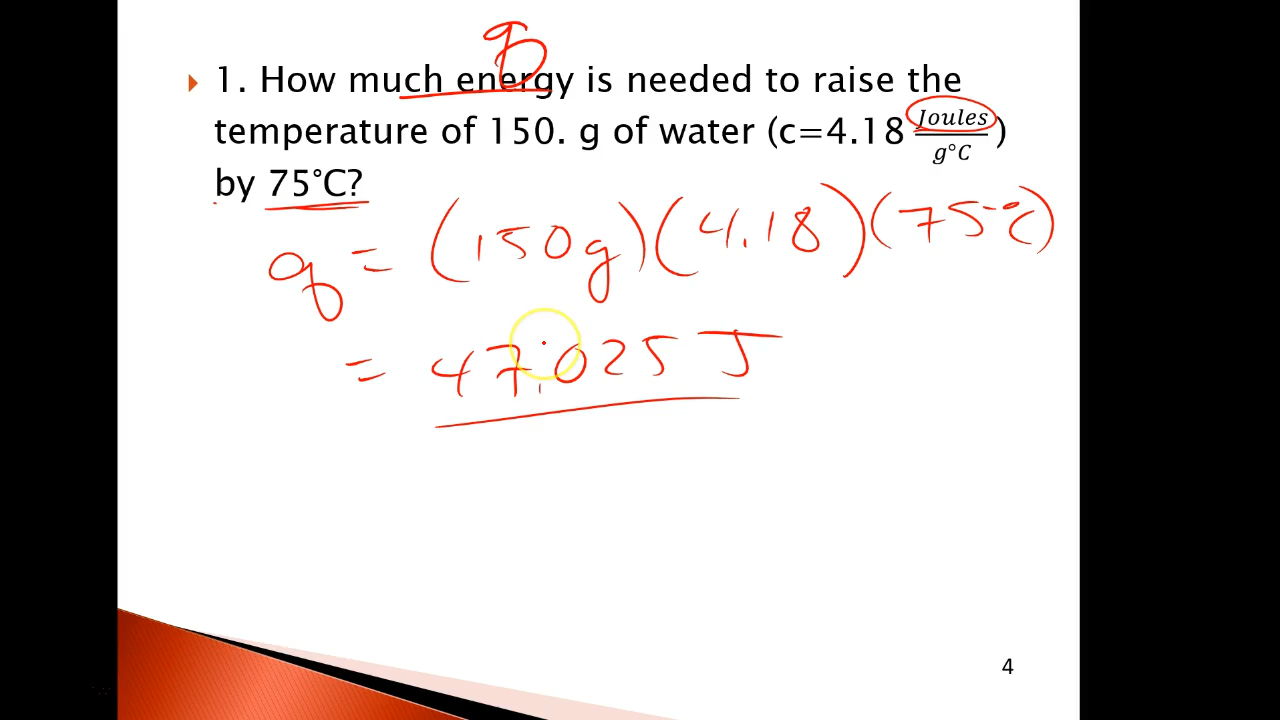 q
1. How much energy is needed to raise the
temperature of 150. g of water (c=4.18 Joules/g°C)
by 75°C?
q = (150g)(4.18)(75°C)
= 47,025 J
4